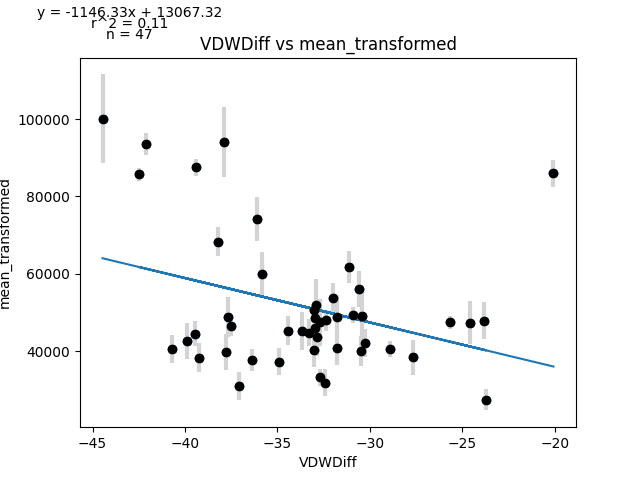 y = -1146.33x + 13067.32
r^2 = 0.11
n = 47
VDWDiff vs mean_transformed
mean_transformed
100000
80000
60000
40000
−45
−40
−35
−30
−25
−20
VDWDiff